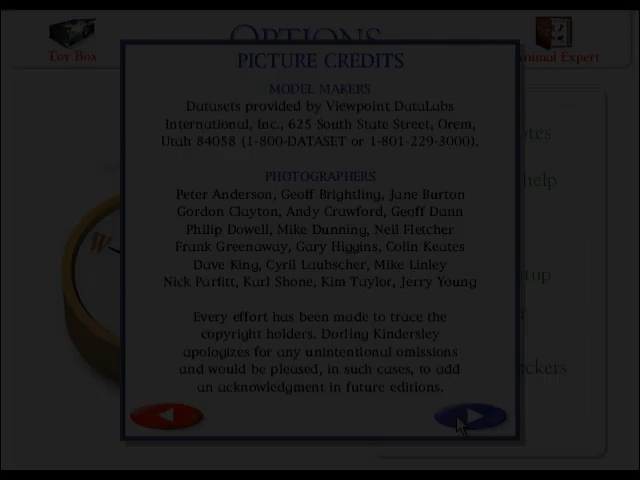 OPTIONS
Toy Box
Animal Expert
PICTURE CREDITS
MODEL MAKERS
Datasets provided by Viewpoint DataLabs
International, Inc., 625 South State Street, Orem,
Utah 84058 (1-800-DATASET or 1-801-229-3000).
PHOTOGRAPHERS
Peter Anderson, Geoff Brightling, Jane Burton
Gordon Clayton, Andy Crawford, Geoff Dann
Philip Dowell, Mike Dunning, Neil Fletcher
Frank Greenaway, Gary Higgins, Colin Keates
Dave King, Cyril Laubscher, Mike Linley
Nick Parfitt, Karl Shone, Kim Taylor, Jerry Young
Every effort has been made to trace the
copyright holders. Dorling Kindersley
apologizes for any unintentional omissions
and would be pleased, in such cases, to add
an acknowledgment in future editions.
help
W